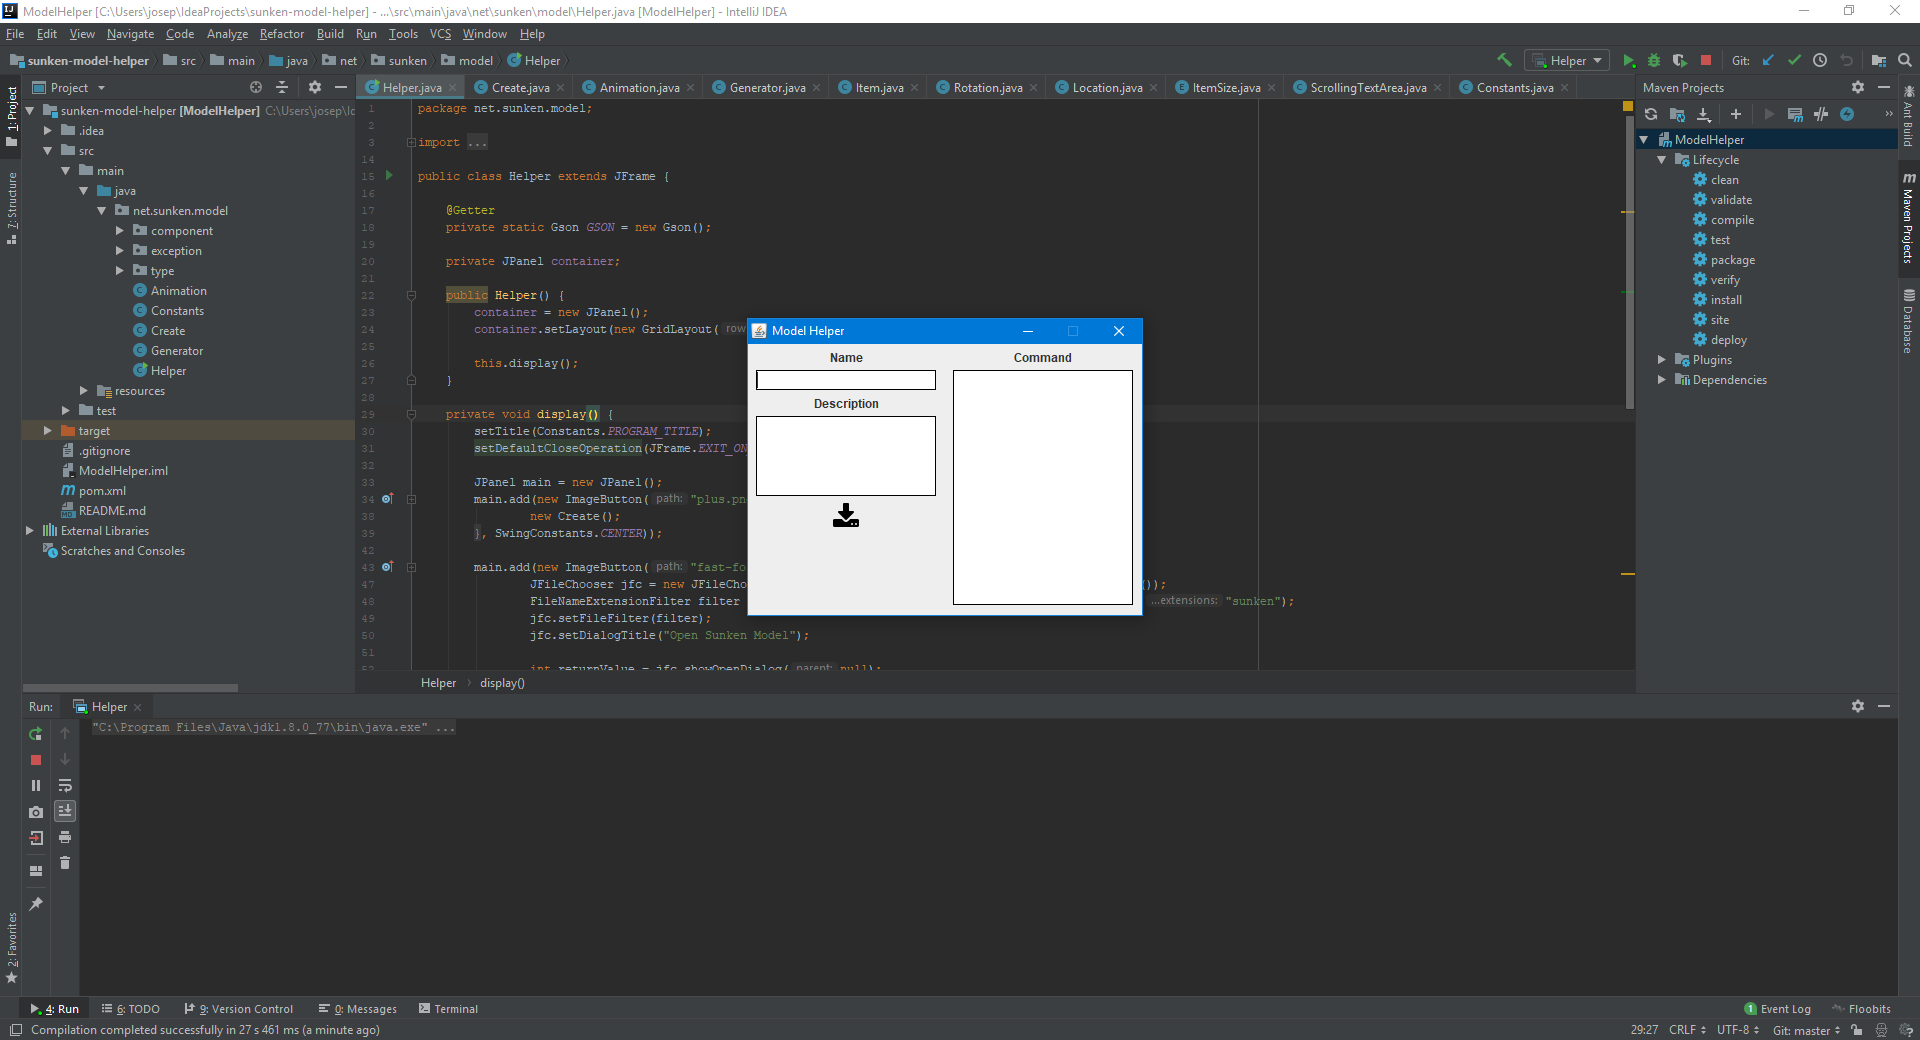 ModelHelper [C:\Users\josep\IdeaProjects\sunken-model-helper] - ...\src\main\java\net\sunken\model\Helper.java [ModelHelper] - IntelliJ IDEA
File Edit View Navigate Code Analyze Refactor Build Run Tools VCS Window Help
sunken-model-helper src main java net sunken model Helper
Helper Git:
1: Project
7: Structure
2: Favorites
Project
sunken-model-helper [ModelHelper] C:\Users\josep\Id
.idea
src
main
java
net.sunken.model
component
exception
type
Animation
Constants
Create
Generator
Helper
resources
test
target
.gitignore
ModelHelper.iml
pom.xml
README.md
External Libraries
Scratches and Consoles
Helper.java Create.java Animation.java Generator.java Item.java Rotation.java Location.java ItemSize.java ScrollingTextArea.java Constants.java
1 package net.sunken.model;
2
3 import ...
14
15 public class Helper extends JFrame {
16
17 @Getter
18 private static Gson GSON = new Gson();
19
20 private JPanel container;
21
22 public Helper() {
23 container = new JPanel();
24 container.setLayout(new GridLayout( row
25
26 this.display();
27 }
28
29 private void display() {
30 setTitle(Constants.PROGRAM_TITLE);
31 setDefaultCloseOperation(JFrame.EXIT_ON
32
33 JPanel main = new JPanel();
34 main.add(new ImageButton( path: "plus.pn
38 new Create();
39 }, SwingConstants.CENTER));
42
43 main.add(new ImageButton( path: "fast-fo
47 JFileChooser jfc = new JFileCho ());
48 FileNameExtensionFilter filter ...extensions: "sunken");
49 jfc.setFileFilter(filter);
50 jfc.setDialogTitle("Open Sunken Model");
51
52 int returnValue = jfc.showOpenDialog( parent: null);
Helper display()
Model Helper
Name
Command
Description
Maven Projects
ModelHelper
Lifecycle
clean
validate
compile
test
package
verify
install
site
deploy
Plugins
Dependencies
Ant Build
Maven Projects
Database
Run: Helper
"C:\Program Files\Java\jdk1.8.0_77\bin\java.exe" ...
4: Run 6: TODO 9: Version Control 0: Messages Terminal
1 Event Log Floobits
Compilation completed successfully in 27 s 461 ms (a minute ago)
29:27 CRLF UTF-8 Git: master